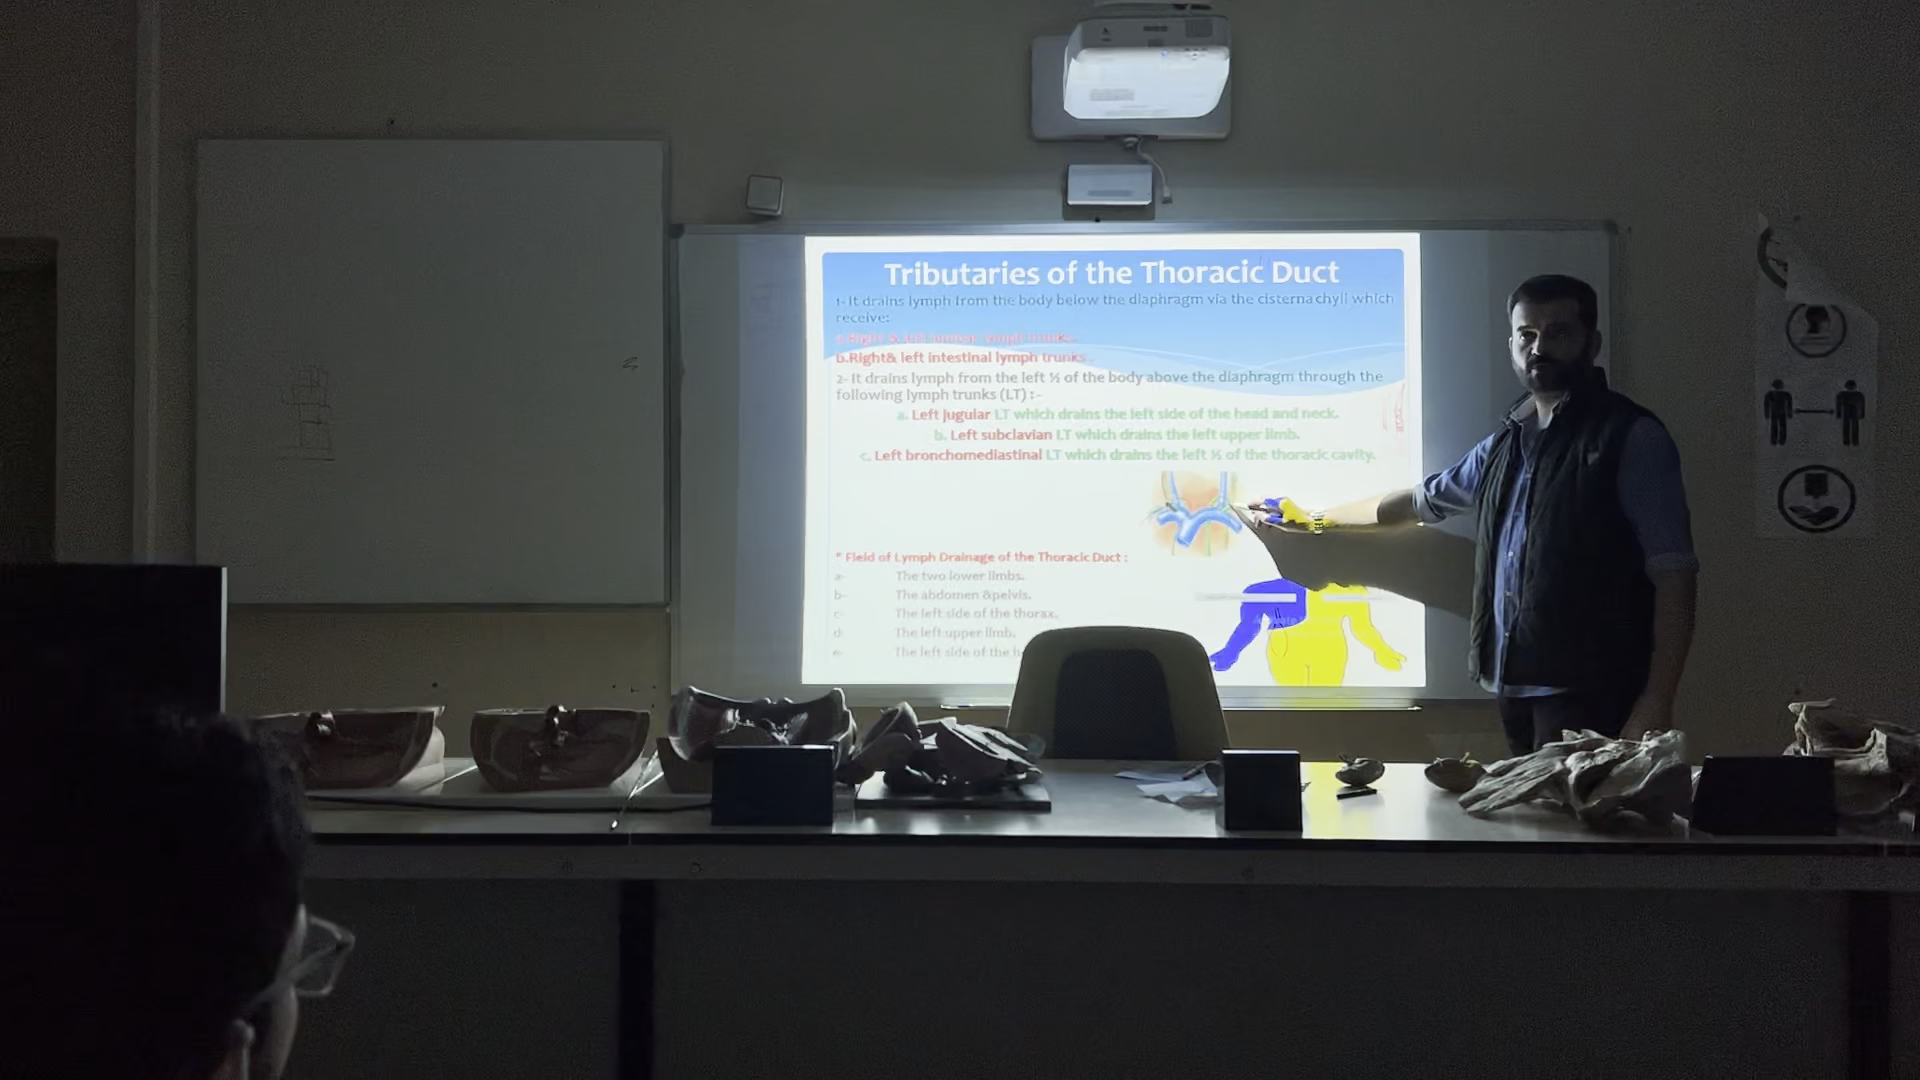 Tributaries of the Thoracic Duct
1- It drains lymph from the body below the diaphragm via the cisterna chyli which
receive:
a.Right & left lumbar lymph trunks.
b.Right& left intestinal lymph trunks .
2- It drains lymph from the left ½ of the body above the diaphragm through the
following lymph trunks (LT) :-
a. Left jugular LT which drains the left side of the head and neck.
b. Left subclavian LT which drains the left upper limb.
c. Left bronchomediastinal LT which drains the left ½ of the thoracic cavity.
* Field of Lymph Drainage of the Thoracic Duct :
a- The two lower limbs.
b- The abdomen &pelvis.
c- The left side of the thorax.
d- The left upper limb.
e- The left side of the